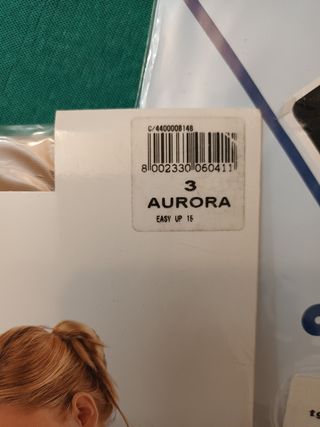 C/4400008148
8 002330 060411
3
AURORA
EASY UP 15